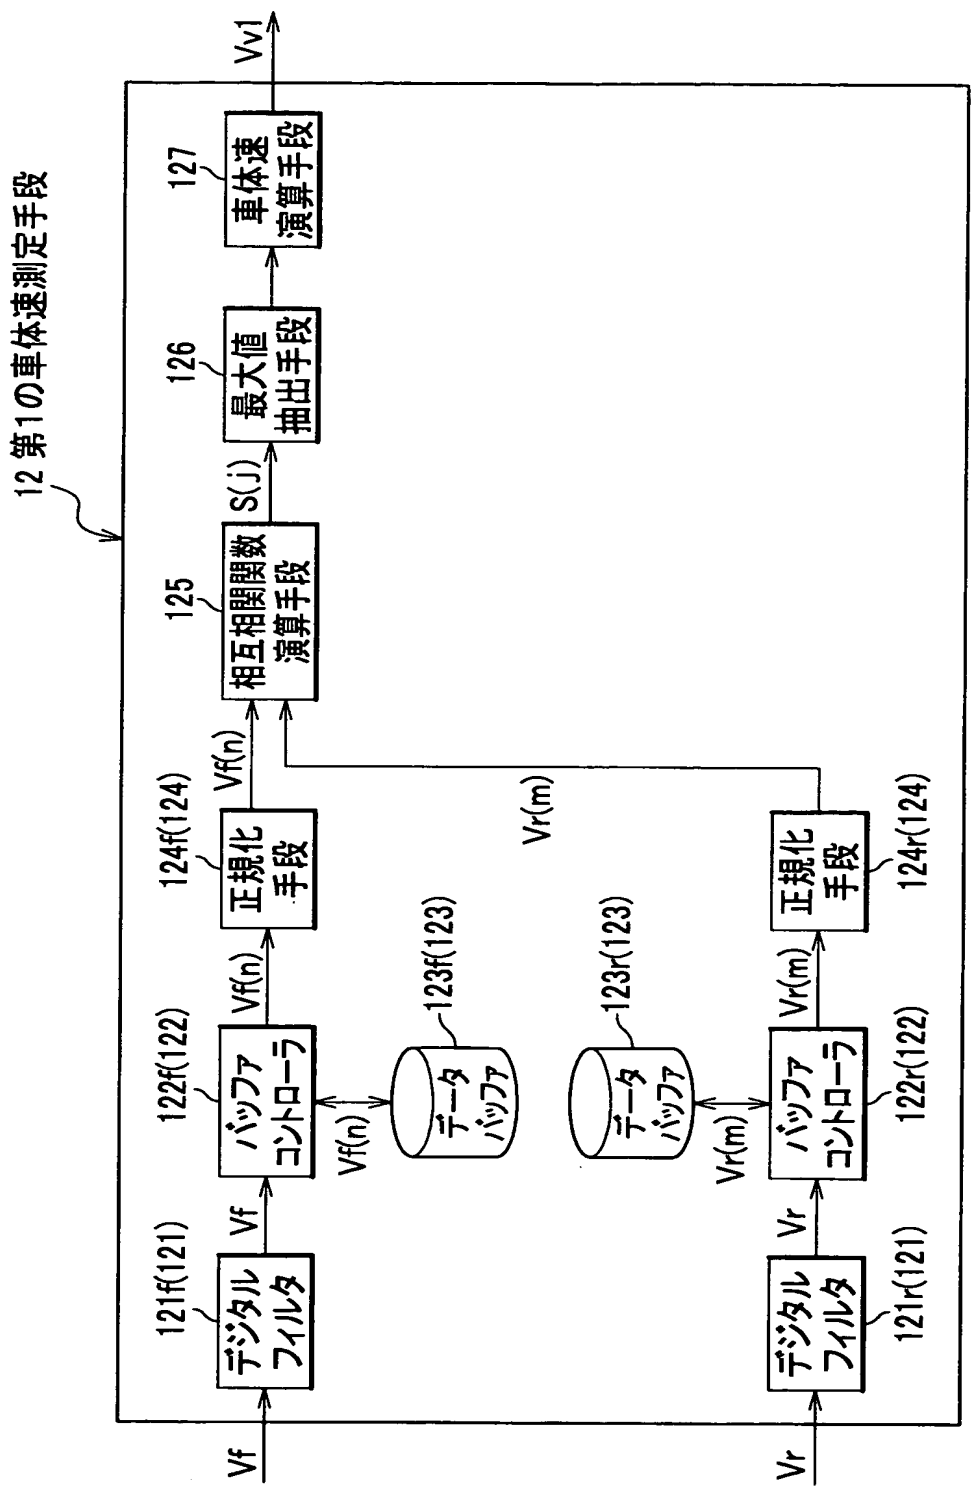 12 第1の車体速測定手段
Vf
121f(121)
デジタル
フィルタ
Vf
122f(122)
バッファ
コントローラ
Vf(n)
123f(123)
データ
バッファ
Vf(n)
124f(124)
正規化
手段
Vf(n)
125
相互相関関数
演算手段
S(j)
126
最大値
抽出手段
127
車体速
演算手段
Vv1
Vr
121r(121)
デジタル
フィルタ
Vr
122r(122)
バッファ
コントローラ
Vr(m)
123r(123)
データ
バッファ
Vr(m)
124r(124)
正規化
手段
Vr(m)